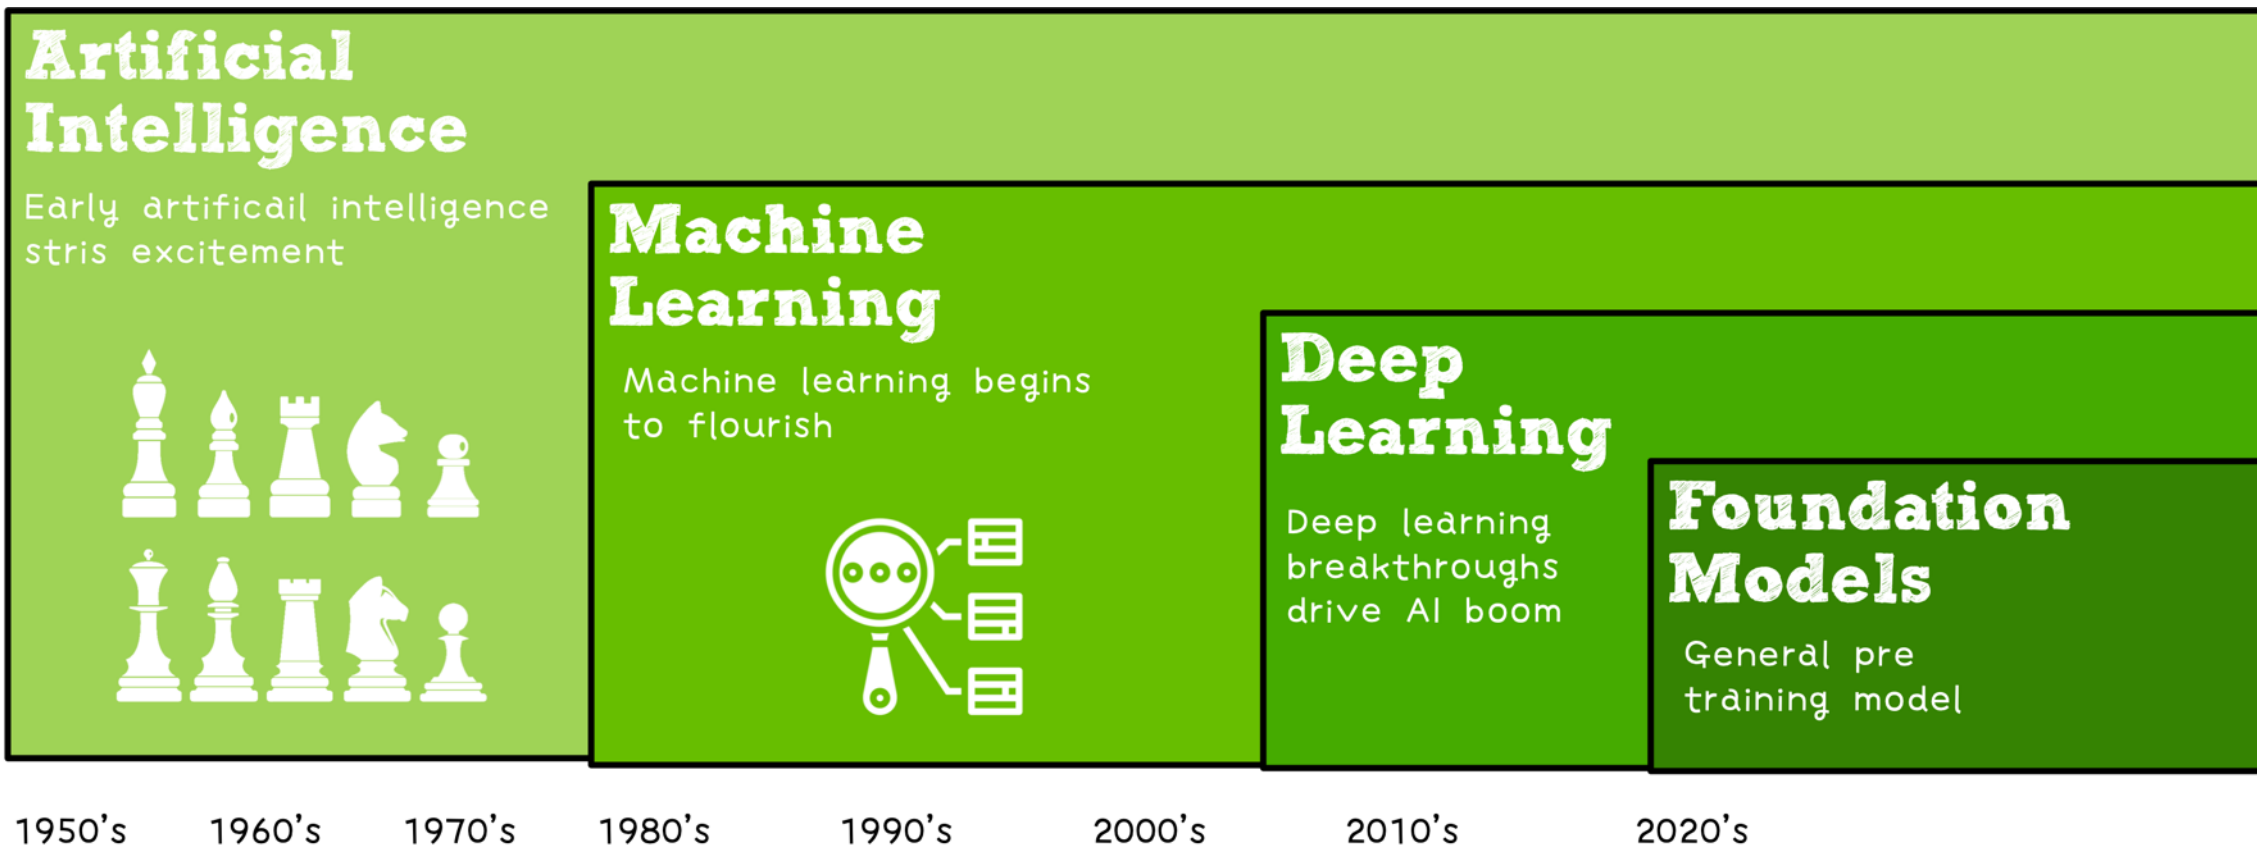 Artificial
Intelligence
Early artificail intelligence
stris excitement
Machine
Learning
Machine learning begins
to flourish
Deep
Learning
Deep learning
breakthroughs
drive AI boom
Foundation
Models
General pre
training model
1950's 1960's 1970's 1980's 1990's 2000's 2010's 2020's